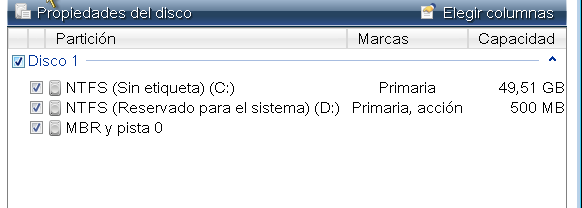 Propiedades del disco Elegir columnas
Partición Marcas Capacidad
Disco 1
NTFS (Sin etiqueta) (C:) Primaria 49,51 GB
NTFS (Reservado para el sistema) (D:) Primaria, acción 500 MB
MBR y pista 0